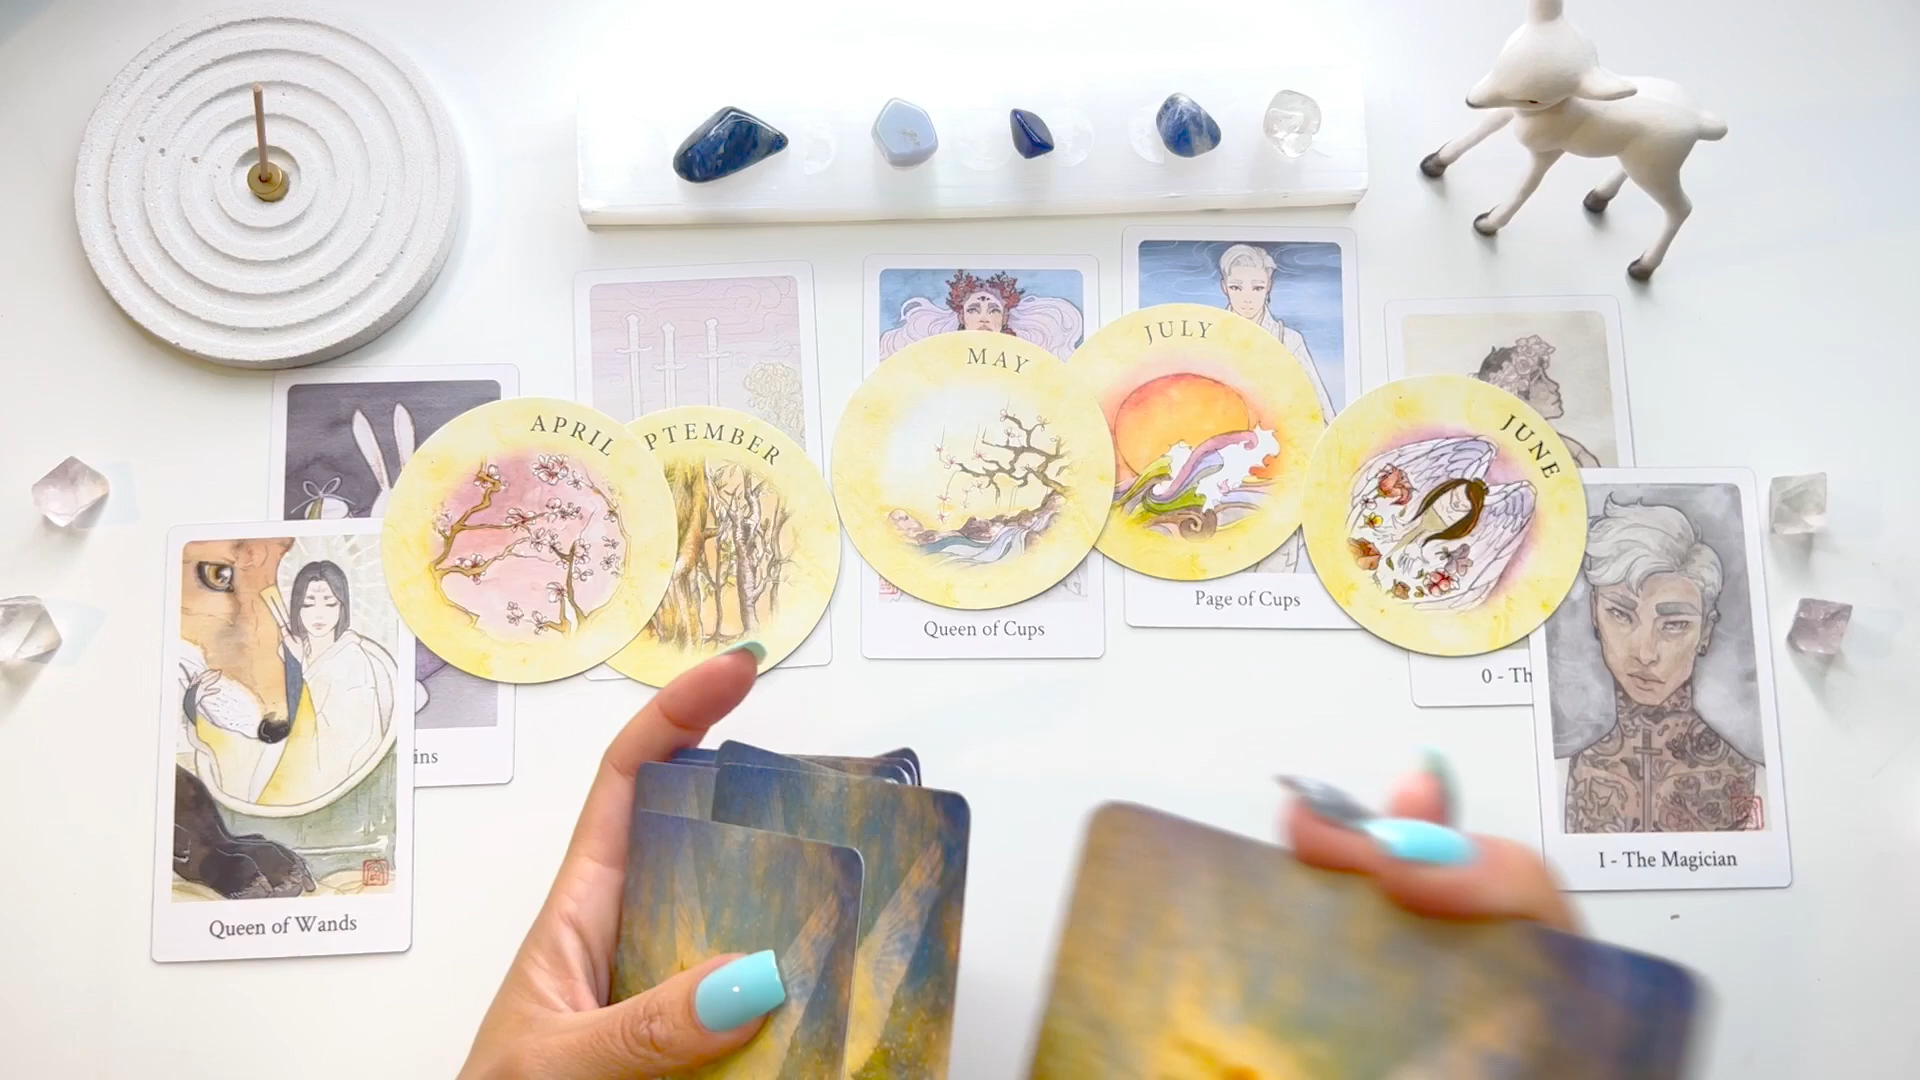 APRIL
PTEMBER
MAY
JULY
JUNE
Queen of Wands
ins
Queen of Cups
Page of Cups
0 - Th
I - The Magician